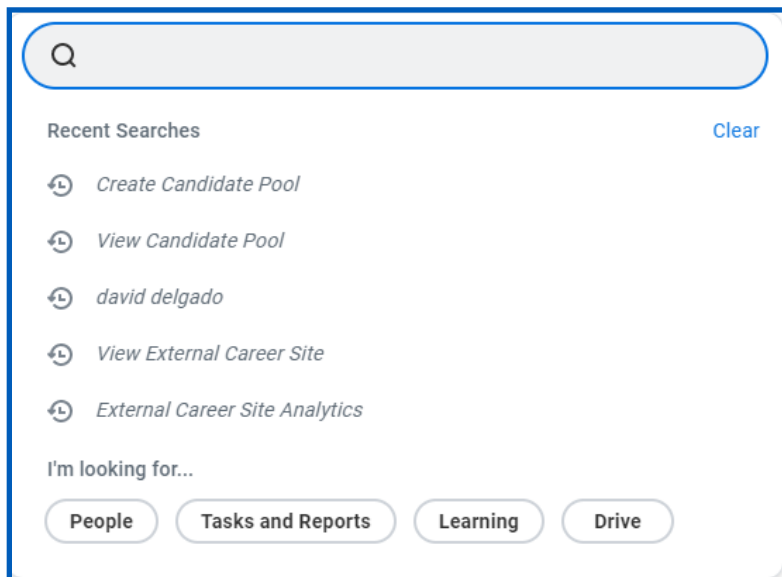 Recent Searches Clear
Create Candidate Pool
View Candidate Pool
david delgado
View External Career Site
External Career Site Analytics
I'm looking for...
People Tasks and Reports Learning Drive